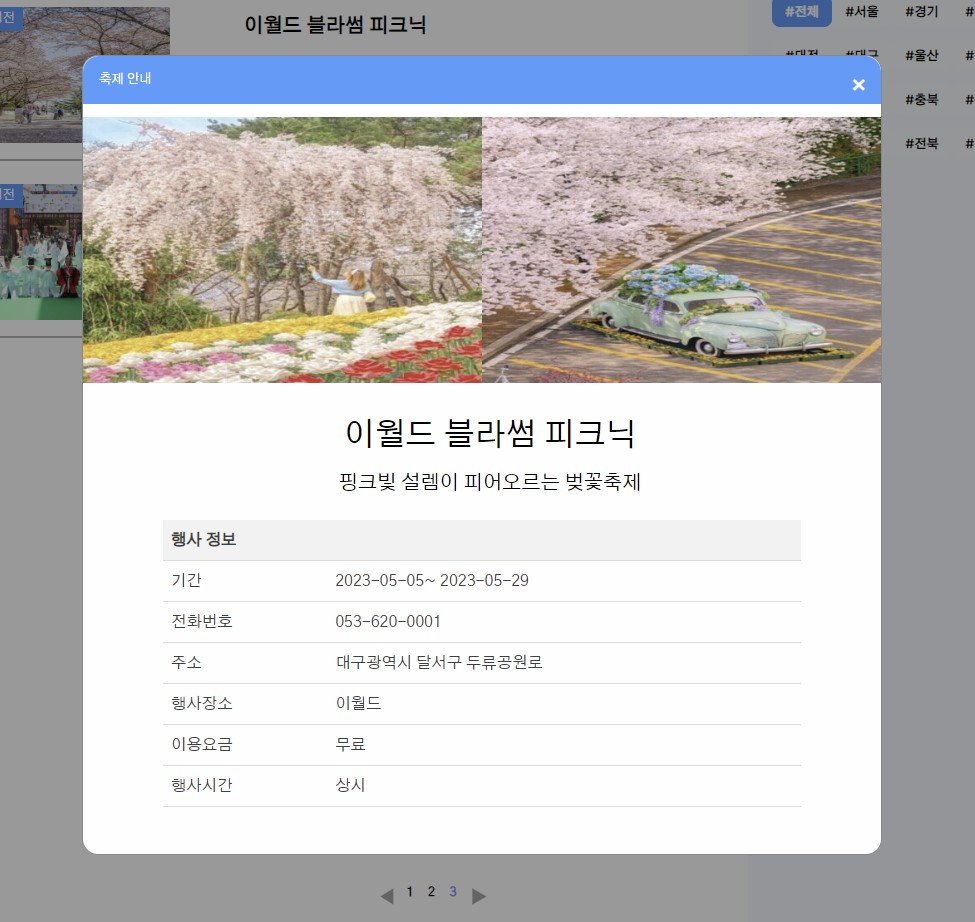 이월드 블라썸 피크닉
#전체 #서울 #경기
#울산
#충북
#전북
축제 안내
×
이월드 블라썸 피크닉
핑크빛 설렘이 피어오르는 벚꽃축제
행사 정보
기간 2023-05-05~ 2023-05-29
전화번호 053-620-0001
주소 대구광역시 달서구 두류공원로
행사장소 이월드
이용요금 무료
행사시간 상시
1 2 3